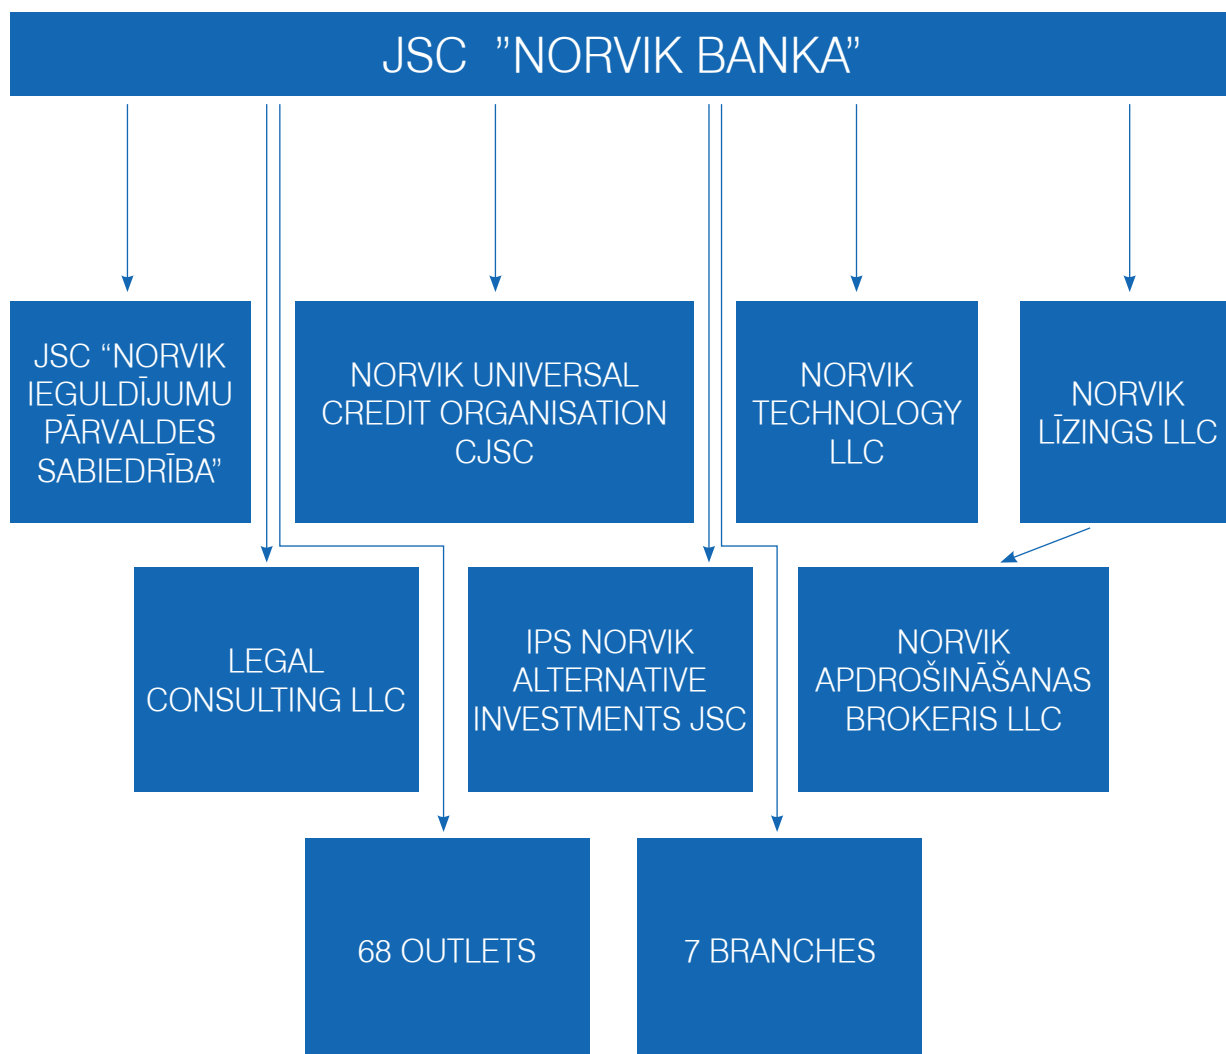 JSC ”NORVIK BANKA”
JSC “NORVIK
IEGULDĪJUMU
PĀRVALDES
SABIEDRĪBA”
NORVIK UNIVERSAL
CREDIT ORGANISATION
CJSC
NORVIK
TECHNOLOGY
LLC
NORVIK
LĪZINGS LLC
LEGAL
CONSULTING LLC
IPS NORVIK
ALTERNATIVE
INVESTMENTS JSC
NORVIK
APDROŠINĀŠANAS
BROKERIS LLC
68 OUTLETS
7 BRANCHES